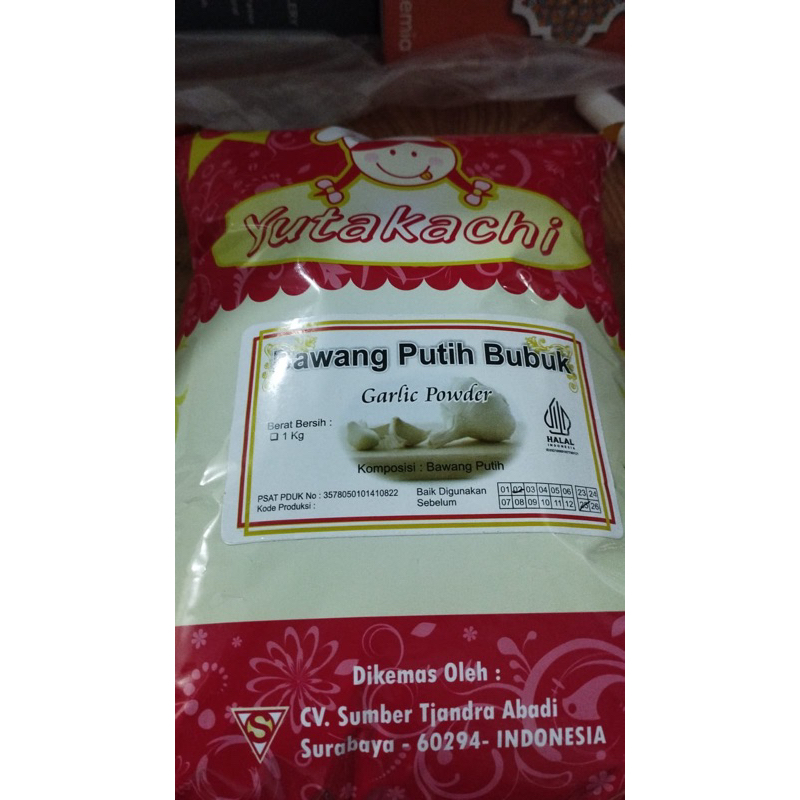 emia
Yutakachi
Bawang Putih Bubuk
Garlic Powder
Berat Bersih :
1 Kg
HALAL
INDONESIA
Komposisi : Bawang Putih
PSAT PDUK No : 3578050101410822
Kode Produksi :
Baik Digunakan
Sebelum
01 02 03 04 05 06 23 24
07 08 09 10 11 12 25 26
Dikemas Oleh :
S
CV. Sumber Tjandra Abadi
Surabaya - 60294- INDONESIA